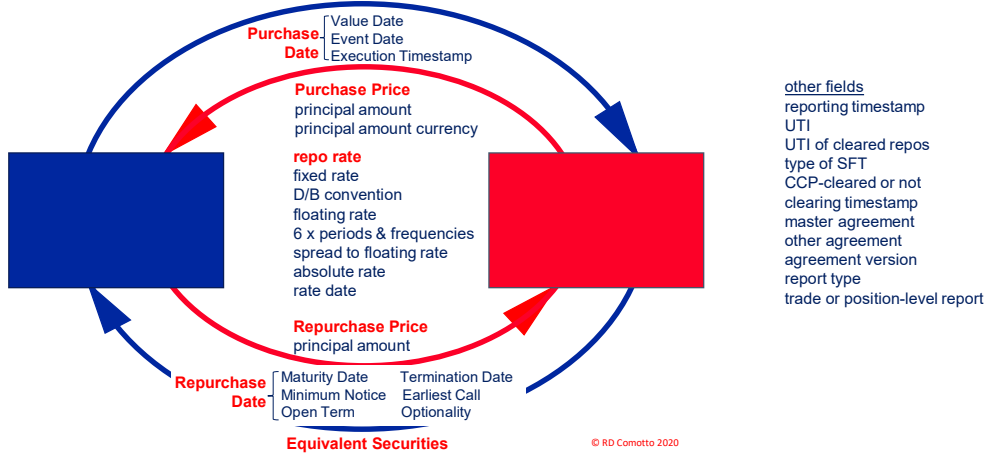 Purchase Date
Value Date
Event Date
Execution Timestamp
Purchase Price
principal amount
principal amount currency
repo rate
fixed rate
D/B convention
floating rate
6 x periods & frequencies
spread to floating rate
absolute rate
rate date
Repurchase Price
principal amount
Repurchase Date
Maturity Date Termination Date
Minimum Notice Earliest Call
Open Term Optionality
Equivalent Securities
© RD Comotto 2020
other fields
reporting timestamp
UTI
UTI of cleared repos
type of SFT
CCP-cleared or not
clearing timestamp
master agreement
other agreement
agreement version
report type
trade or position-level report